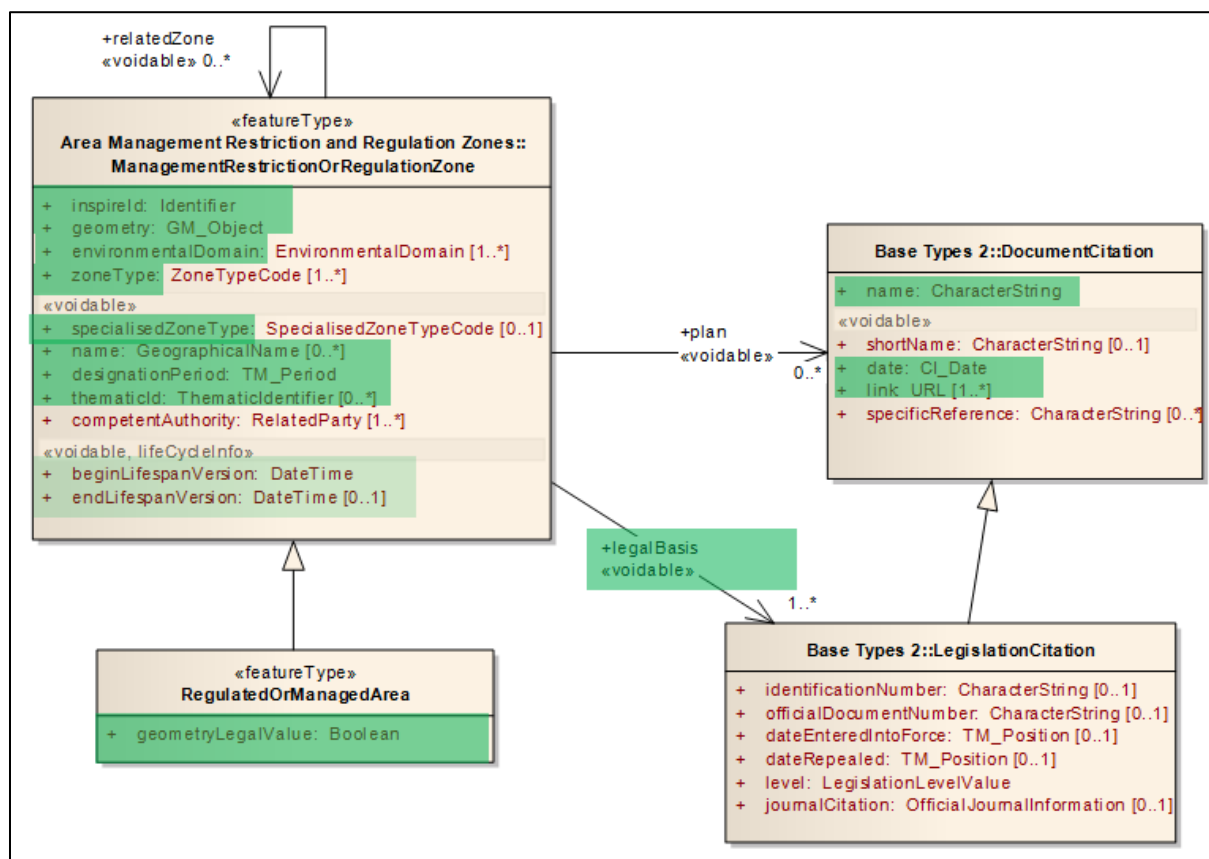 +relatedZone
«voidable» 0..*
«featureType»
Area Management Restriction and Regulation Zones::
ManagementRestrictionOrRegulationZone
+ inspireId: Identifier
+ geometry: GM_Object
+ environmentalDomain: EnvironmentalDomain [1..*]
+ zoneType: ZoneTypeCode [1..*]
«voidable»
+ specialisedZoneType: SpecialisedZoneTypeCode [0..1]
+ name: GeographicalName [0..*]
+ designationPeriod: TM_Period
+ thematicId: ThematicIdentifier [0..*]
+ competentAuthority: RelatedParty [1..*]
«voidable, lifeCycleInfo»
+ beginLifespanVersion: DateTime
+ endLifespanVersion: DateTime [0..1]
+plan
«voidable»
0..*
Base Types 2::DocumentCitation
+ name: CharacterString
«voidable»
+ shortName: CharacterString [0..1]
+ date: CI_Date
+ link: URL [1..*]
+ specificReference: CharacterString [0..*]
+legalBasis
«voidable»
1..*
«featureType»
RegulatedOrManagedArea
+ geometryLegalValue: Boolean
Base Types 2::LegislationCitation
+ identificationNumber: CharacterString [0..1]
+ officialDocumentNumber: CharacterString [0..1]
+ dateEnteredIntoForce: TM_Position [0..1]
+ dateRepealed: TM_Position [0..1]
+ level: LegislationLevelValue
+ journalCitation: OfficialJournalInformation [0..1]